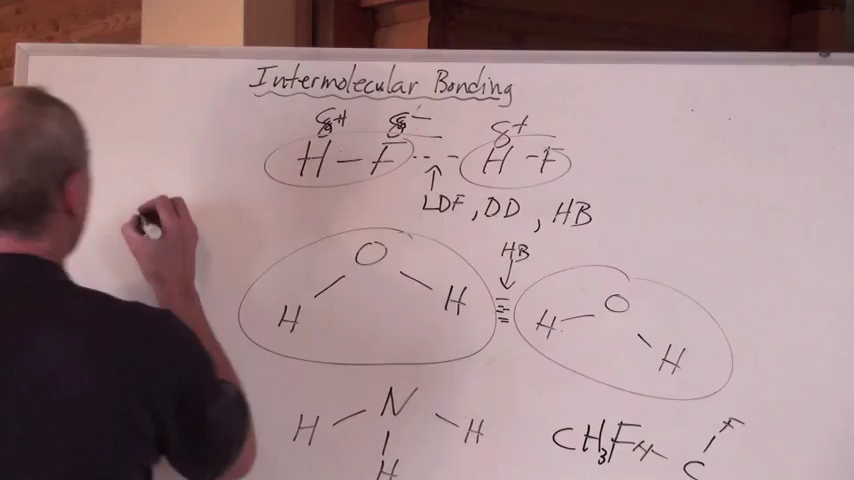 Intermolecular Bonding
δ+ δ- δ+
H – F - - - H – F
LDF, DD, HB
HB
O
H H
O
H H
N
H H
H
CH₃F
F
H C